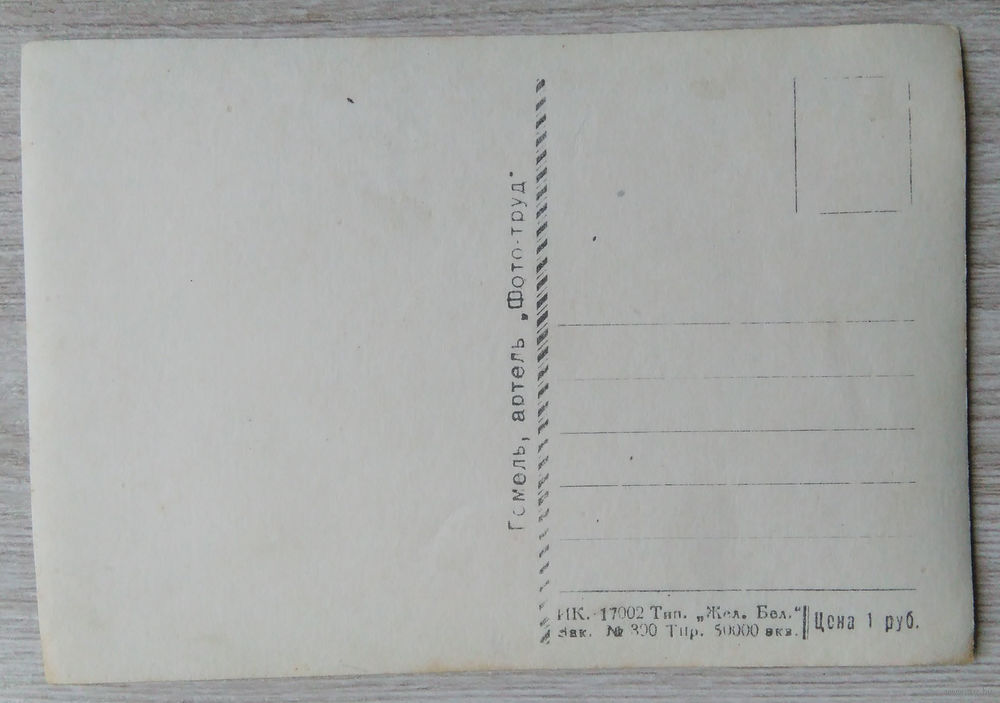 Гомель, артель „Фото-труд"
ИК. 17002 Тип. „Жел. Бел."
Зак. № 300 Тир. 50000 экз.
Цена 1 руб.